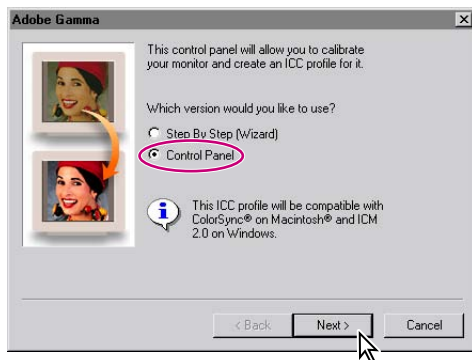 Adobe Gamma
This control panel will allow you to calibrate
your monitor and create an ICC profile for it.
Which version would you like to use?
Step By Step (Wizard)
Control Panel
This ICC profile will be compatible with
ColorSync® on Macintosh® and ICM
2.0 on Windows.
< Back
Next >
Cancel